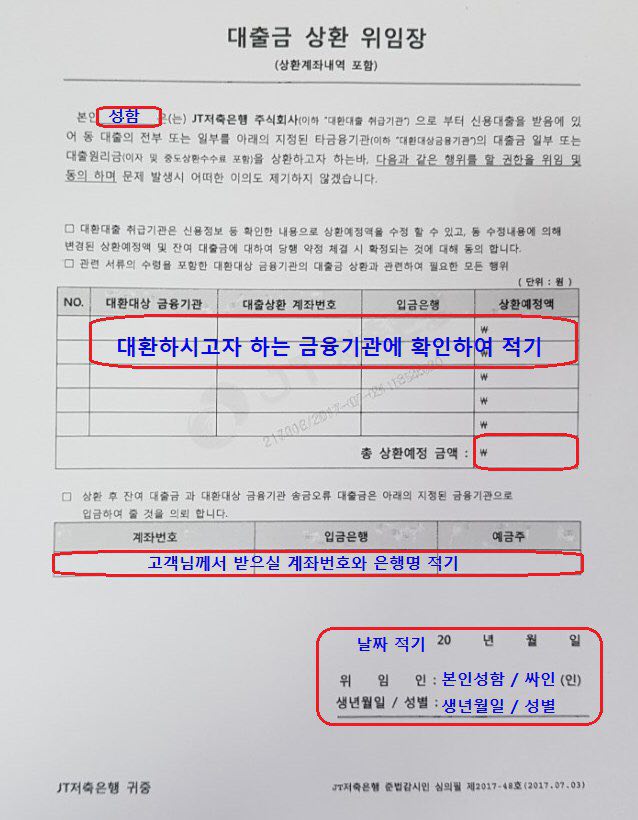 대출금 상환 위임장
(상환계좌내역 포함)
본인 성함 은(는) JT저축은행 주식회사(이하 "대환대출 취급기관") 으로 부터 신용대출을 받음에 있
어 동 대출의 전부 또는 일부를 아래의 지정된 타금융기관(이하 "대환대상금융기관")의 대출금 일부 또는
대출원리금(이자 및 중도상환수수료 포함)을 상환하고자 하는바, 다음과 같은 행위를 할 권한을 위임 및
동의 하며 문제 발생시 어떠한 이의도 제기하지 않겠습니다.
□ 대환대출 취급기관은 신용정보 등 확인한 내용으로 상환예정액을 수정 할 수 있고, 동 수정내용에 의해
변경된 상환예정액 및 잔여 대출금에 대하여 당행 약정 체결 시 확정되는 것에 대해 동의 합니다.
□ 관련 서류의 수령을 포함한 대환대상 금융기관의 대출금 상환과 관련하여 필요한 모든 행위
( 단위 : 원 )
NO. 대환대상 금융기관 대출상환 계좌번호 입금은행 상환예정액
₩
대환하시고자 하는 금융기관에 확인하여 적기
₩
₩
₩
₩
총 상환예정 금액 : ₩
□ 상환 후 잔여 대출금 과 대환대상 금융기관 송금오류 대출금은 아래의 지정된 금융기관으로
입금하여 줄 것을 의뢰 합니다.
계좌번호 입금은행 예금주
고객님께서 받으실 계좌번호와 은행명 적기
날짜 적기 20 년 월 일
위 임 인 : 본인성함 / 싸인 (인)
생년월일 / 성별 : 생년월일 / 성별
JT저축은행 귀중
JT저축은행 준법감시인 심의필 제2017-48호(2017.07.03)